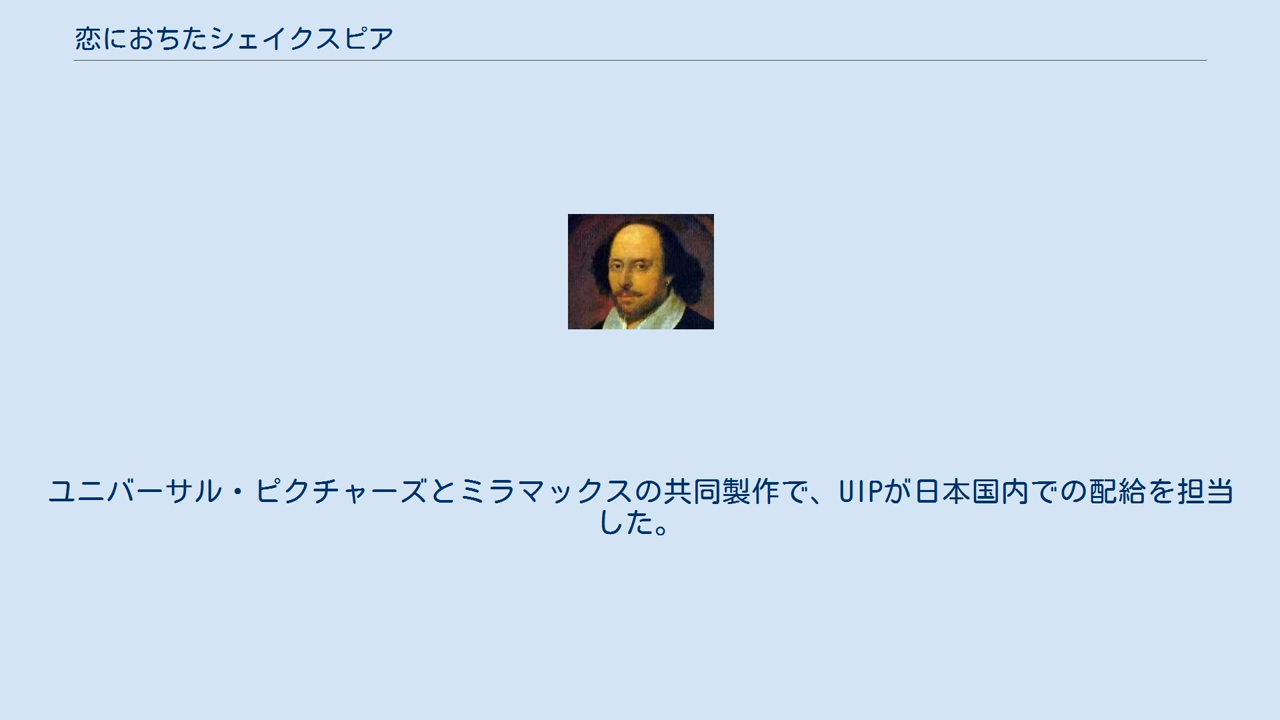 恋におちたシェイクスピア
ユニバーサル・ピクチャーズとミラマックスの共同製作で、UIPが日本国内での配給を担当
した。